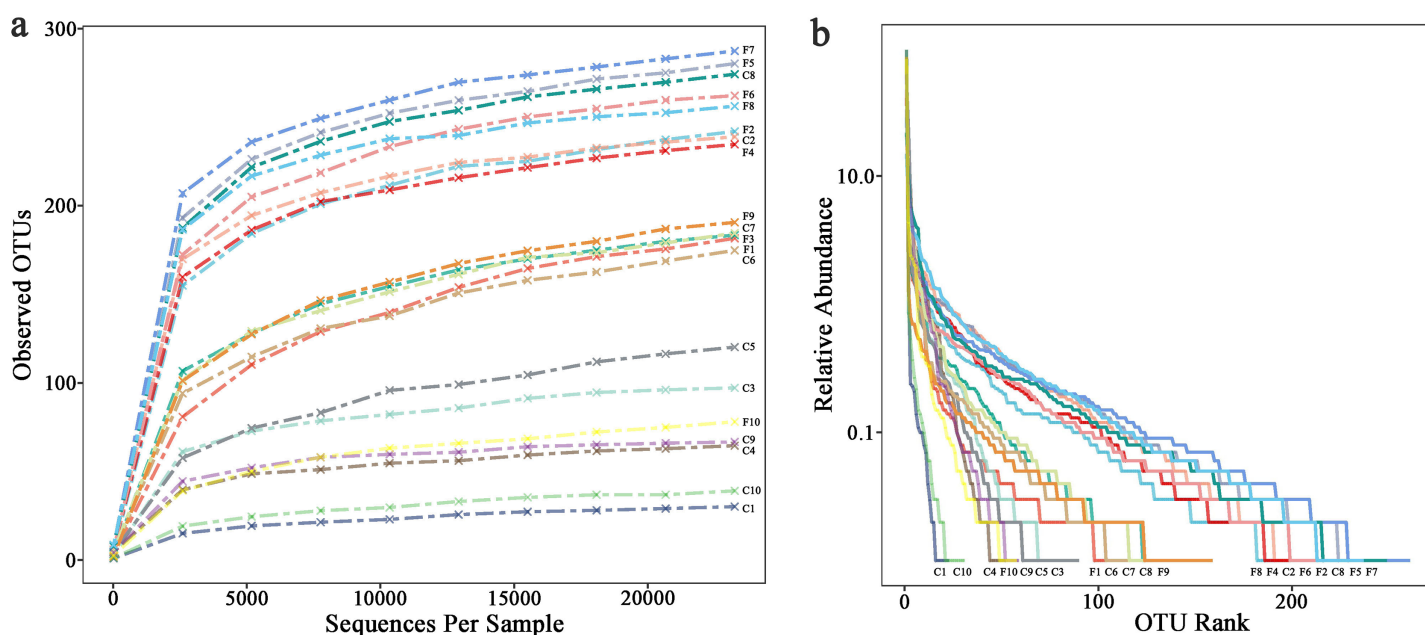 a
300
200
100
0
Observed OTUs
0
5000
10000
15000
20000
Sequences Per Sample
F7
F5
C8
F6
F8
F2
C2
F4
F9
C7
F3
F1
C6
C5
C3
F10
C9
C4
C10
C1
b
10.0
0.1
Relative Abundance
C1 C10 C4 F10 C9 C5 C3 F1 C6 C7 C8 F9 F8 F4 C2 F6 F2 C8 F5 F7
0
100
200
OTU Rank